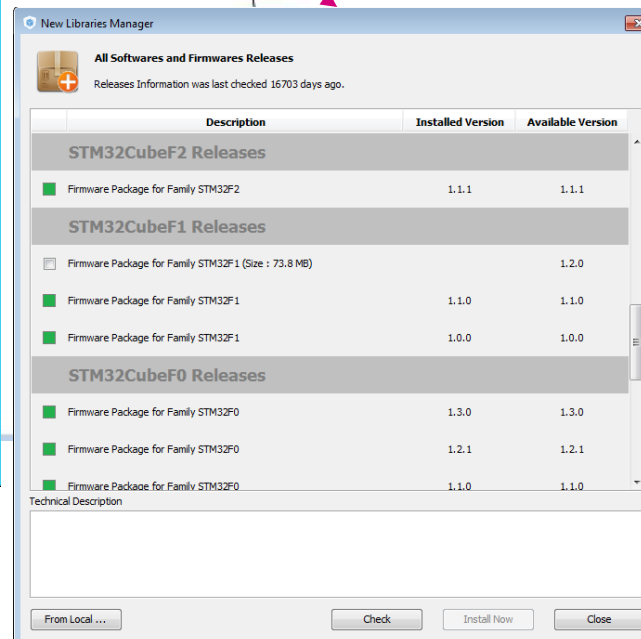 New Libraries Manager
All Softwares and Firmwares Releases
Releases Information was last checked 16703 days ago.
Description Installed Version Available Version
STM32CubeF2 Releases
Firmware Package for Family STM32F2 1.1.1 1.1.1
STM32CubeF1 Releases
Firmware Package for Family STM32F1 (Size : 73.8 MB) 1.2.0
Firmware Package for Family STM32F1 1.1.0 1.1.0
Firmware Package for Family STM32F1 1.0.0 1.0.0
STM32CubeF0 Releases
Firmware Package for Family STM32F0 1.3.0 1.3.0
Firmware Package for Family STM32F0 1.2.1 1.2.1
Firmware Package for Family STM32F0 1.1.0 1.1.0
Technical Description
From Local ... Check Install Now Close